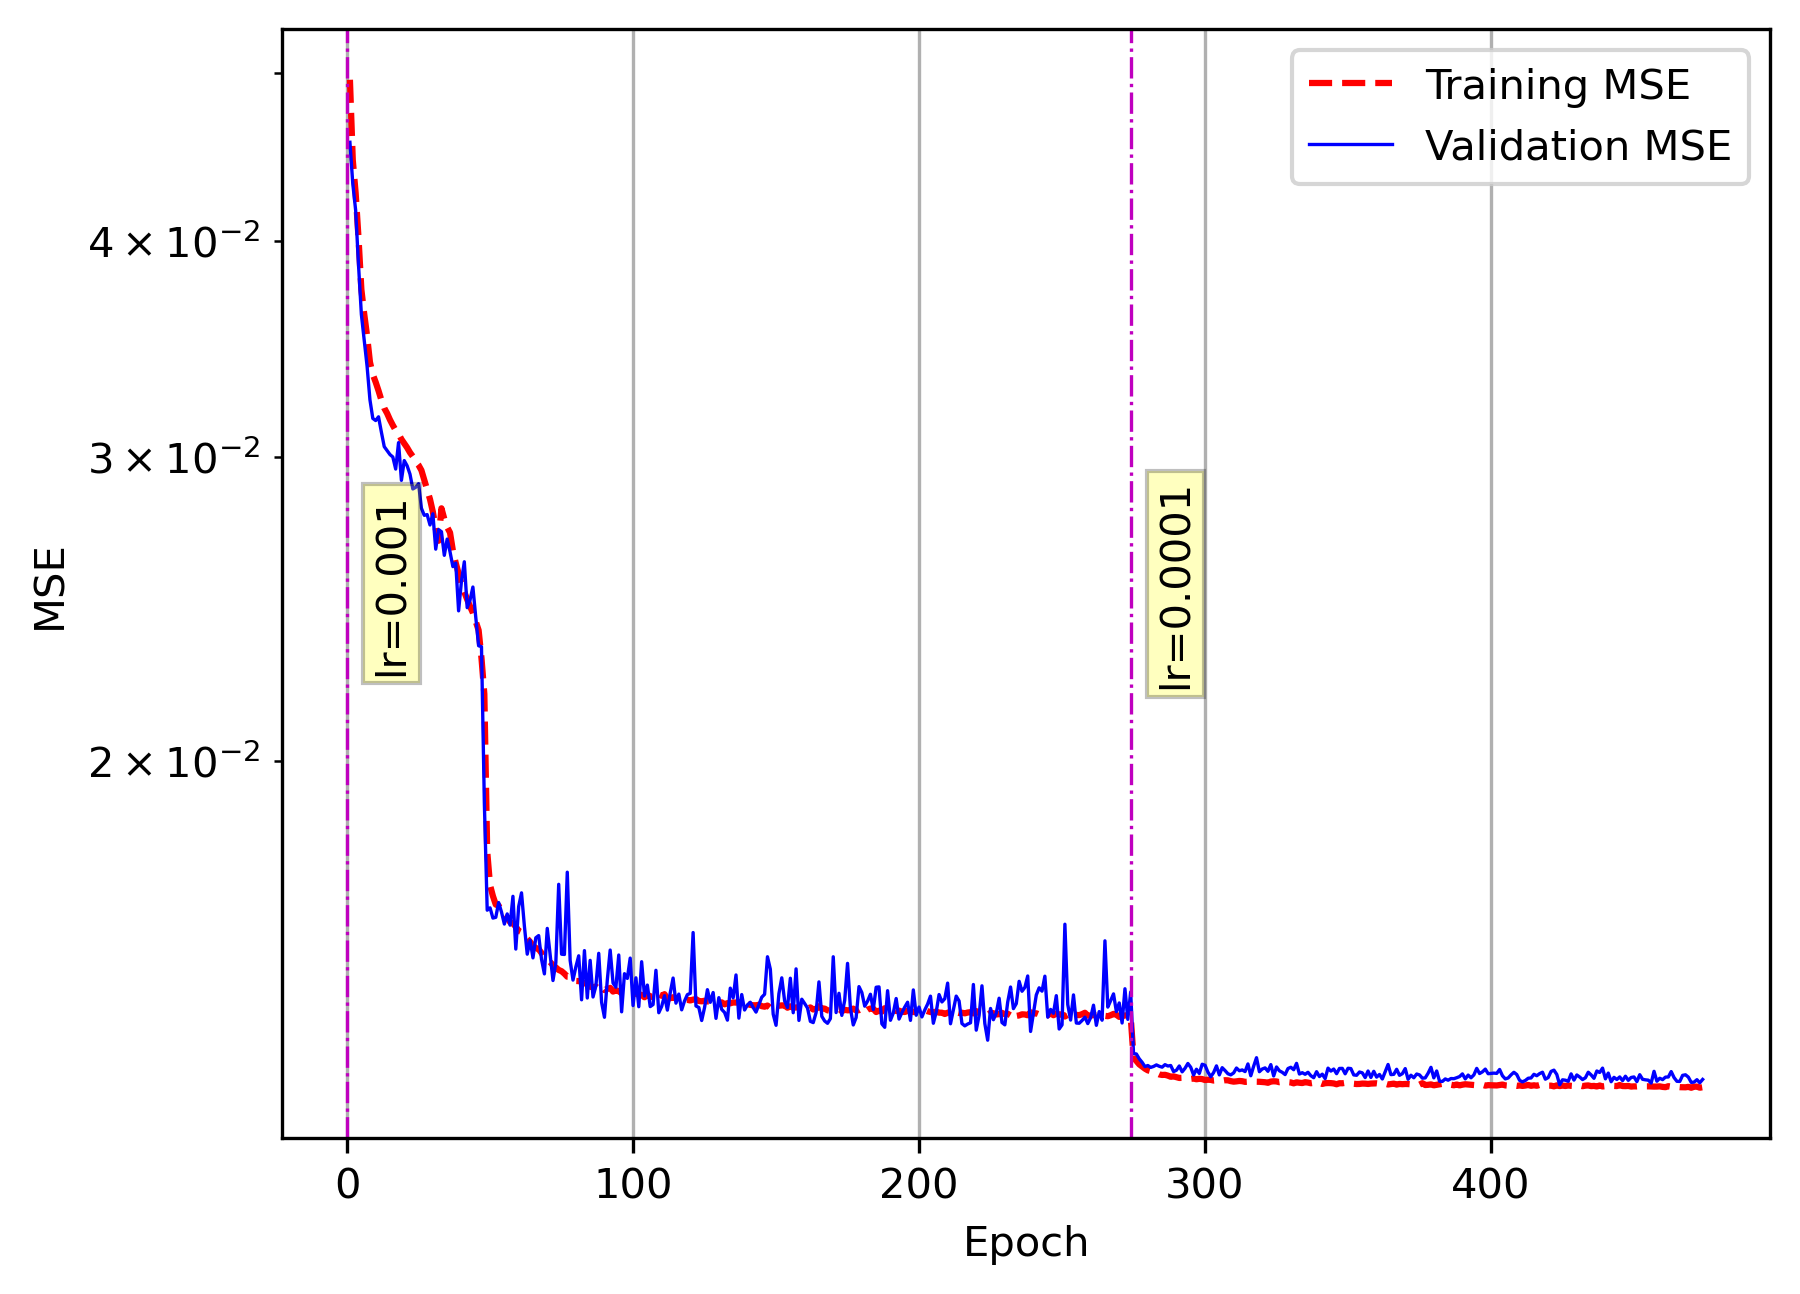 Training MSE
Validation MSE
4×10⁻²
3×10⁻²
2×10⁻²
MSE
lr=0.001
lr=0.0001
0 100 200 300 400
Epoch